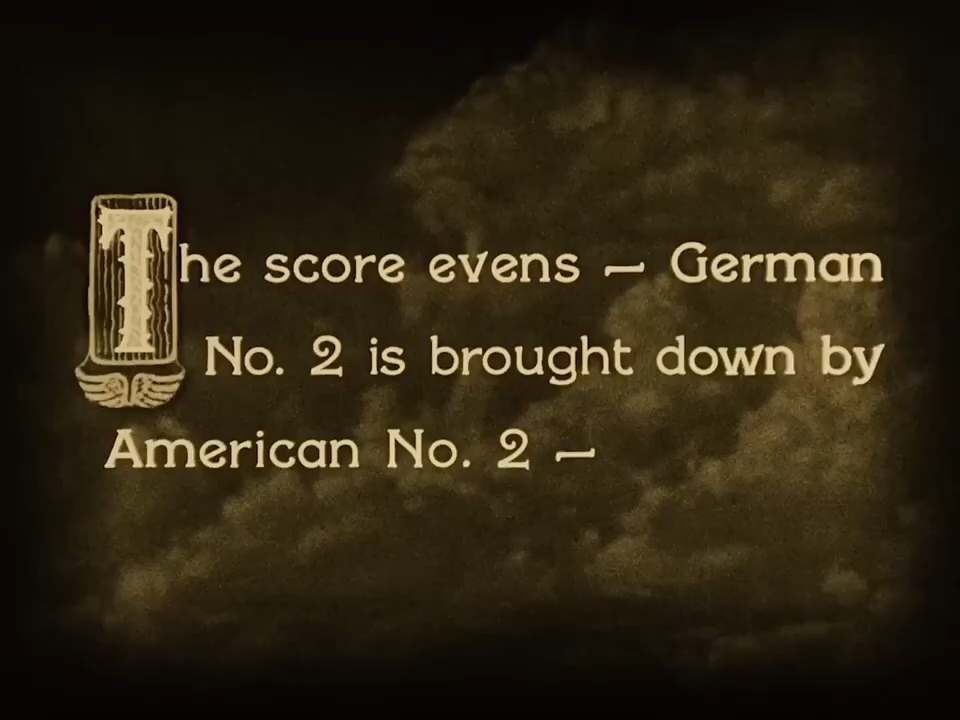 The score evens — German
No. 2 is brought down by
American No. 2 —